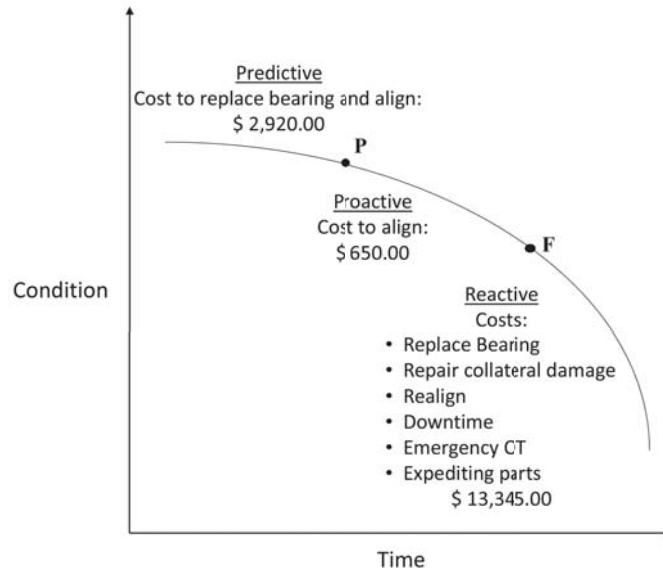 Predictive
Cost to replace bearing and align:
$ 2,920.00
P
Proactive
Cost to align:
$ 650.00
F
Condition
Reactive
Costs:
• Replace Bearing
• Repair collateral damage
• Realign
• Downtime
• Emergency OT
• Expediting parts
$ 13,345.00
Time